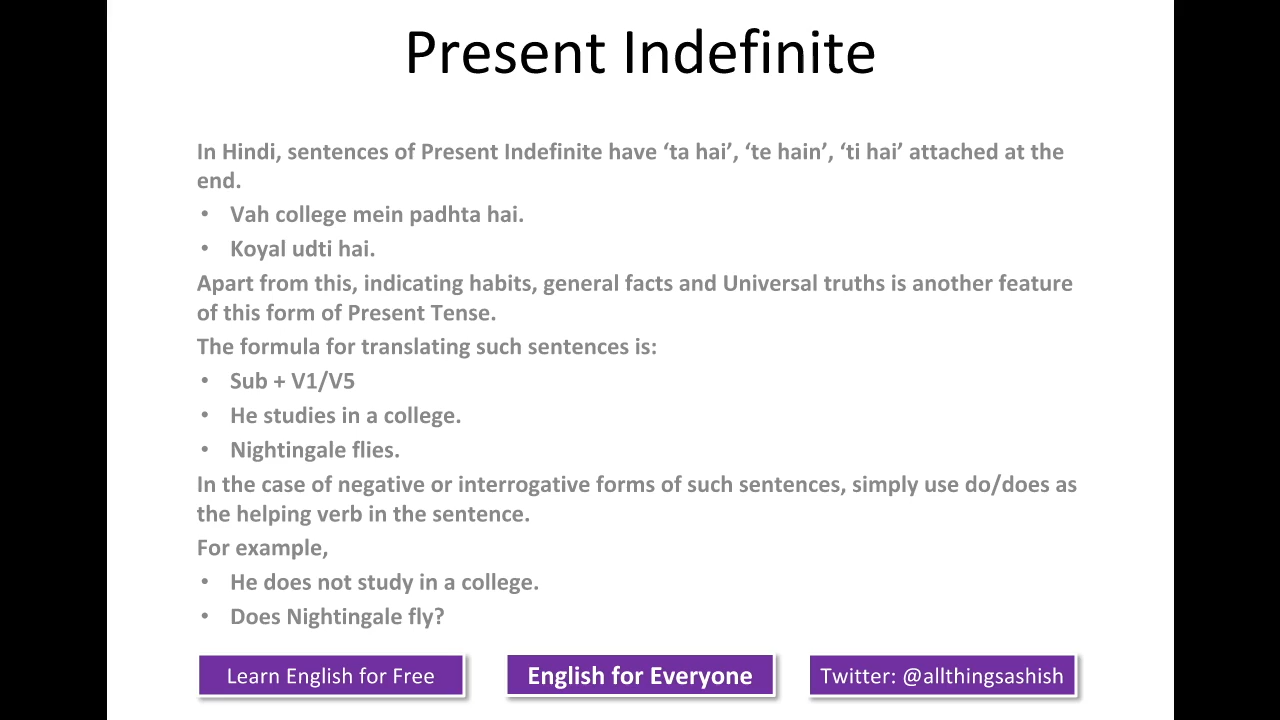 Present Indefinite
In Hindi, sentences of Present Indefinite have ‘ta hai’, ‘te hain’, ‘ti hai’ attached at the
end.
• Vah college mein padhta hai.
• Koyal udti hai.
Apart from this, indicating habits, general facts and Universal truths is another feature
of this form of Present Tense.
The formula for translating such sentences is:
• Sub + V1/V5
• He studies in a college.
• Nightingale flies.
In the case of negative or interrogative forms of such sentences, simply use do/does as
the helping verb in the sentence.
For example,
• He does not study in a college.
• Does Nightingale fly?
Learn English for Free
English for Everyone
Twitter: @allthingsashish